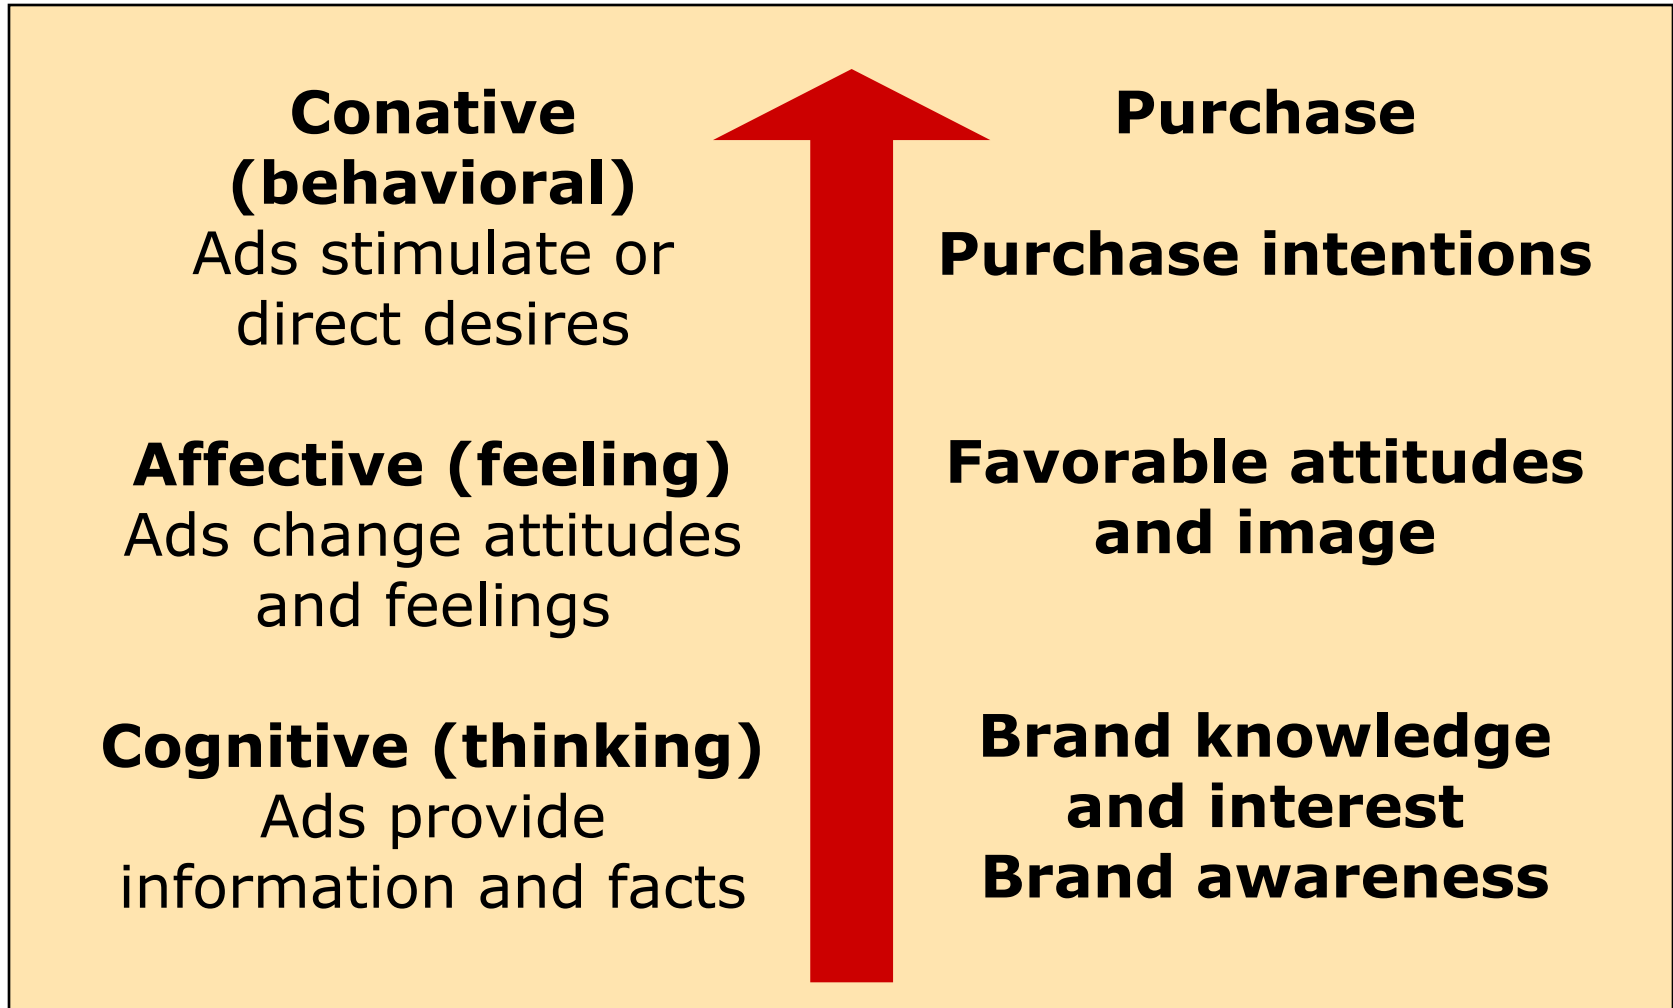 Conative
(behavioral)
Ads stimulate or
direct desires
Affective (feeling)
Ads change attitudes
and feelings
Cognitive (thinking)
Ads provide
information and facts
Purchase
Purchase intentions
Favorable attitudes
and image
Brand knowledge
and interest
Brand awareness